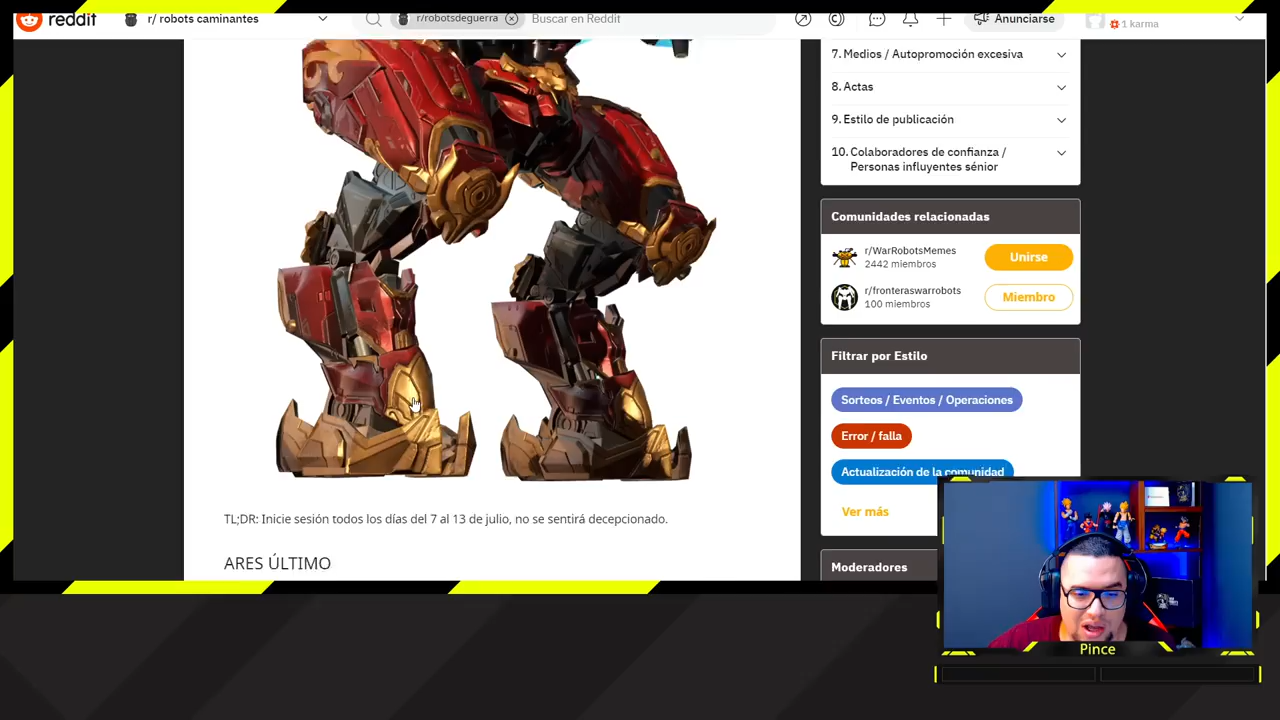 reddit
r/ robots caminantes
r/robotsdeguerra
Buscar en Reddit
Anunciarse
1 karma
7. Medios / Autopromoción excesiva
8. Actas
9. Estilo de publicación
10. Colaboradores de confianza /
Personas influyentes sénior
Comunidades relacionadas
r/WarRobotsMemes
2442 miembros
Unirse
r/fronteraswarrobots
100 miembros
Miembro
Filtrar por Estilo
Sorteos / Eventos / Operaciones
Error / falla
Actualización de la comunidad
Ver más
Moderadores
TL;DR: Inicie sesión todos los días del 7 al 13 de julio, no se sentirá decepcionado.
ARES ÚLTIMO
Pince